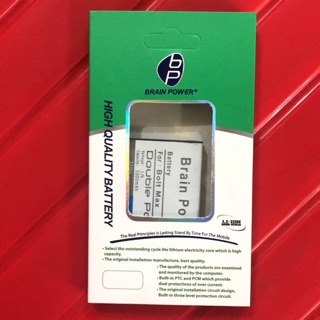 bp
BRAIN POWER®
HIGH QUALITY BATTERY
Brain Po
Battery
For : Bolt Max
Double Po
Li-ION
The Real Principles is Lasting Stand By Time For The Mobile
• Select the outstanding cycle life lithium electricity core which is high
capacity.
• The original installation manufacture, best quality.
• The quality of the products are examined
and monitored by the computer.
• Built-in PTC and PCM which provide
dual protections over-current.
• The original installation circuit design,
Built-in three level protection circuit.